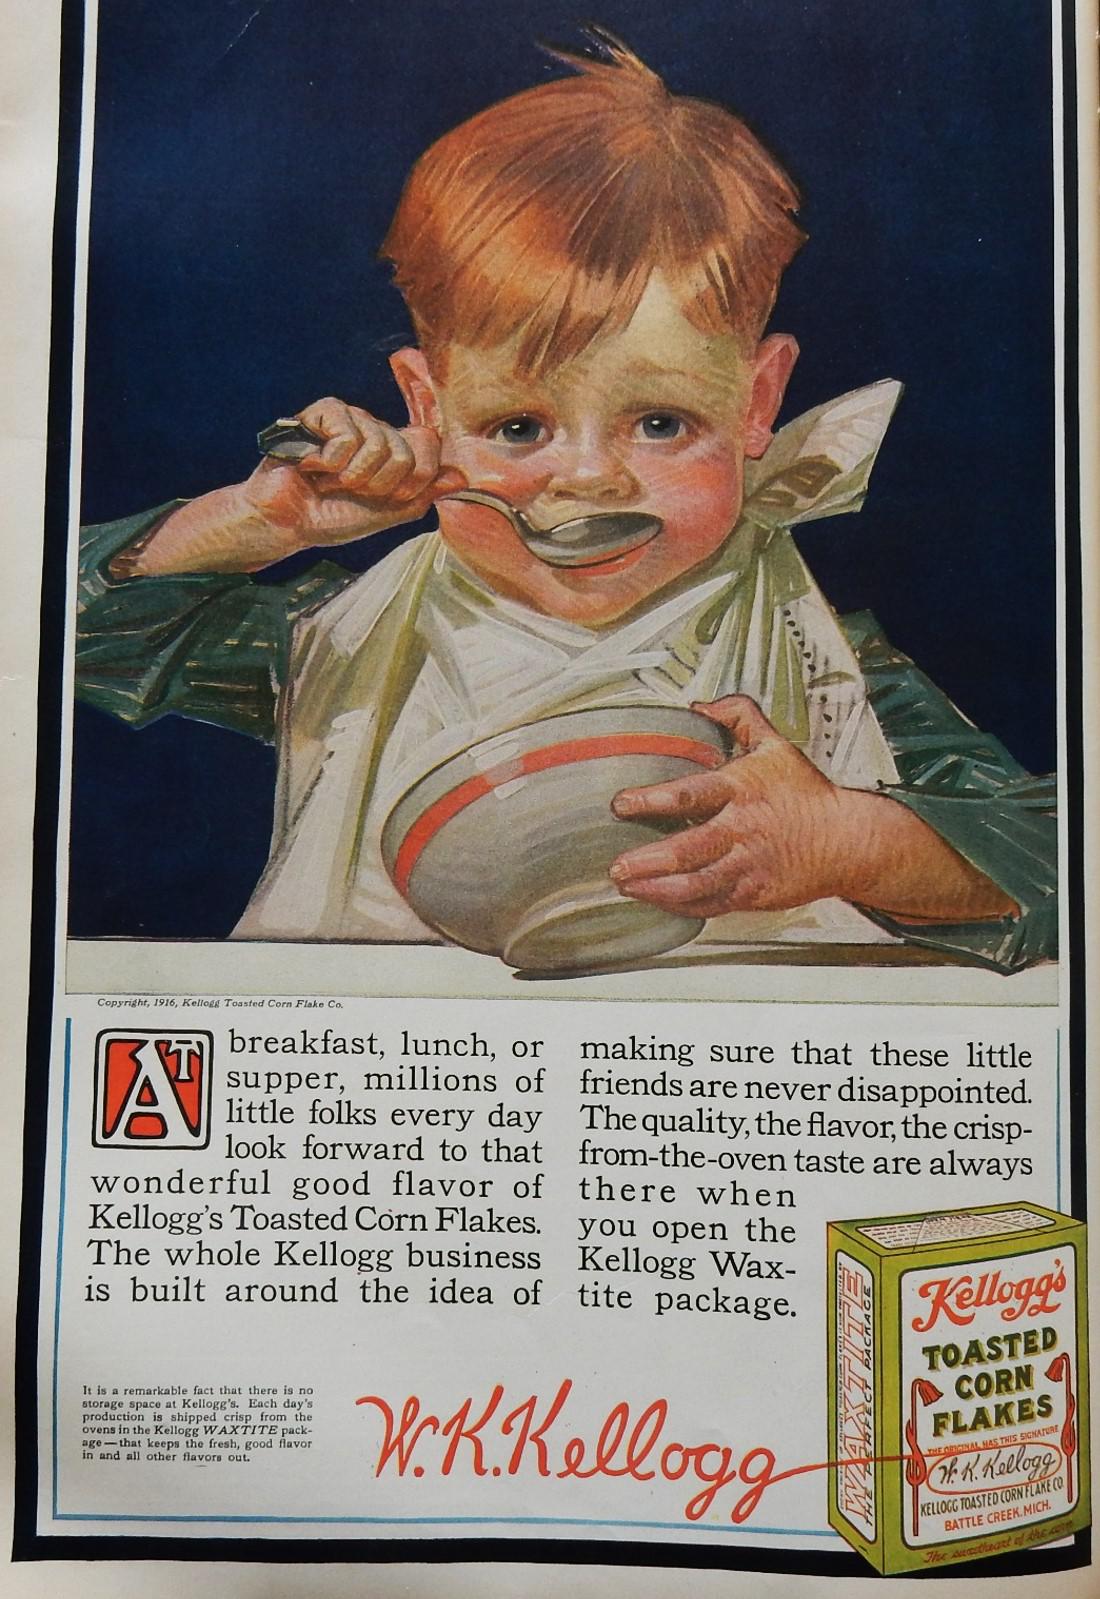 Copyright, 1916, Kellogg Toasted Corn Flake Co.
AT breakfast, lunch, or
supper, millions of
little folks every day
look forward to that
wonderful good flavor of
Kellogg's Toasted Corn Flakes.
The whole Kellogg business
is built around the idea of
making sure that these little
friends are never disappointed.
The quality, the flavor, the crisp-
from-the-oven taste are always
there when
you open the
Kellogg Wax-
tite package.
It is a remarkable fact that there is no
storage space at Kellogg's. Each day's
production is shipped crisp from the
ovens in the Kellogg WAXTITE pack-
age—that keeps the fresh, good flavor
in and all other flavors out.
W.K.Kellogg
WAXTITE
THE PERFECT PACKAGE
Kellogg's
TOASTED
CORN
FLAKES
THE ORIGINAL HAS THIS SIGNATURE
W. K. Kellogg
KELLOGG TOASTED CORN FLAKE CO.
BATTLE CREEK, MICH.
The sweetheart of the corn